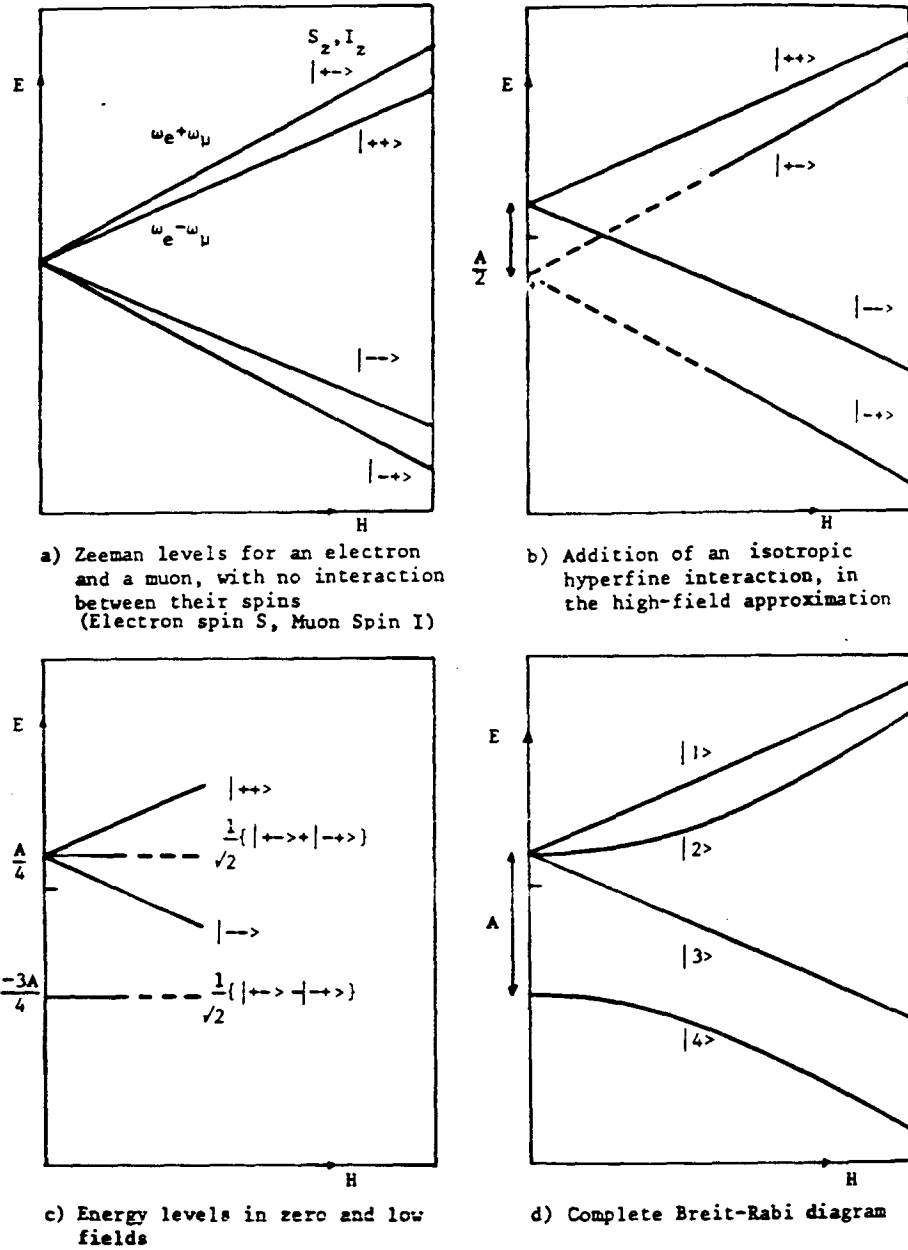 S_z, I_z
|+->
E
ω_e+ω_μ
|++>
ω_e-ω_μ
|-->
|-+>
H
a) Zeeman levels for an electron
and a muon, with no interaction
between their spins
(Electron spin S, Muon Spin I)
E
|++>
|+->
A/2
|-->
|-+>
H
b) Addition of an isotropic
hyperfine interaction, in
the high-field approximation
E
|++>
A/4
1/√2{|+->+|-+>}
|-->
-3A/4
1/√2{|+->-|-+>}
H
c) Energy levels in zero and low
fields
E
|1>
|2>
A
|3>
|4>
H
d) Complete Breit-Rabi diagram